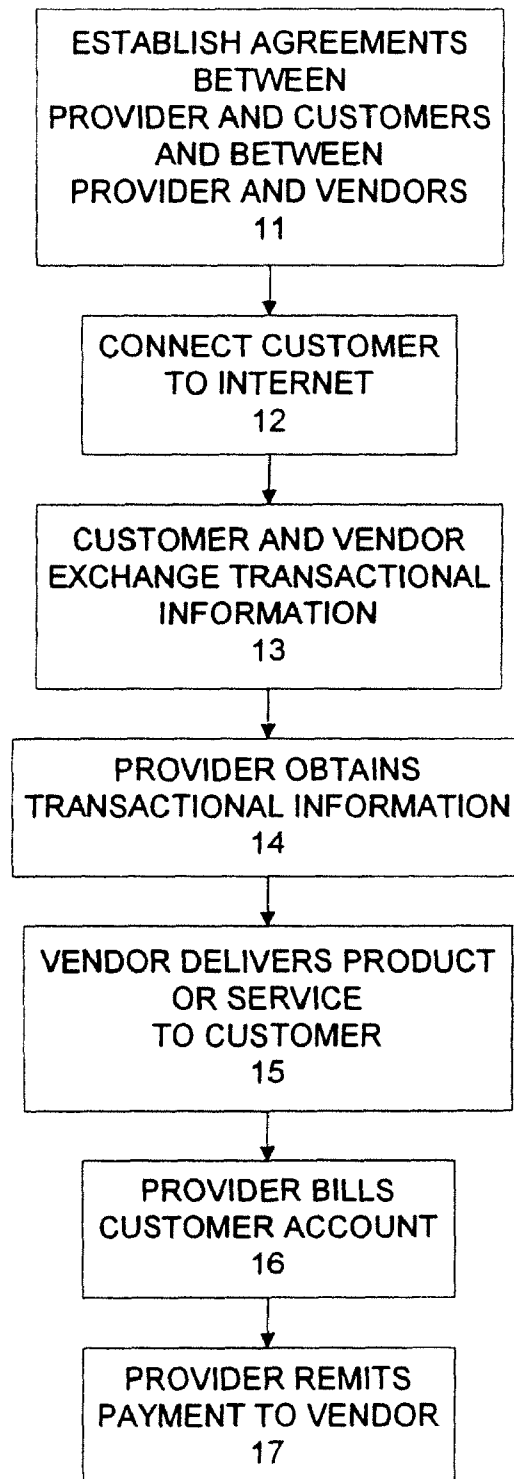 ESTABLISH AGREEMENTS
BETWEEN
PROVIDER AND CUSTOMERS
AND BETWEEN
PROVIDER AND VENDORS
11
CONNECT CUSTOMER
TO INTERNET
12
CUSTOMER AND VENDOR
EXCHANGE TRANSACTIONAL
INFORMATION
13
PROVIDER OBTAINS
TRANSACTIONAL INFORMATION
14
VENDOR DELIVERS PRODUCT
OR SERVICE
TO CUSTOMER
15
PROVIDER BILLS
CUSTOMER ACCOUNT
16
PROVIDER REMITS
PAYMENT TO VENDOR
17